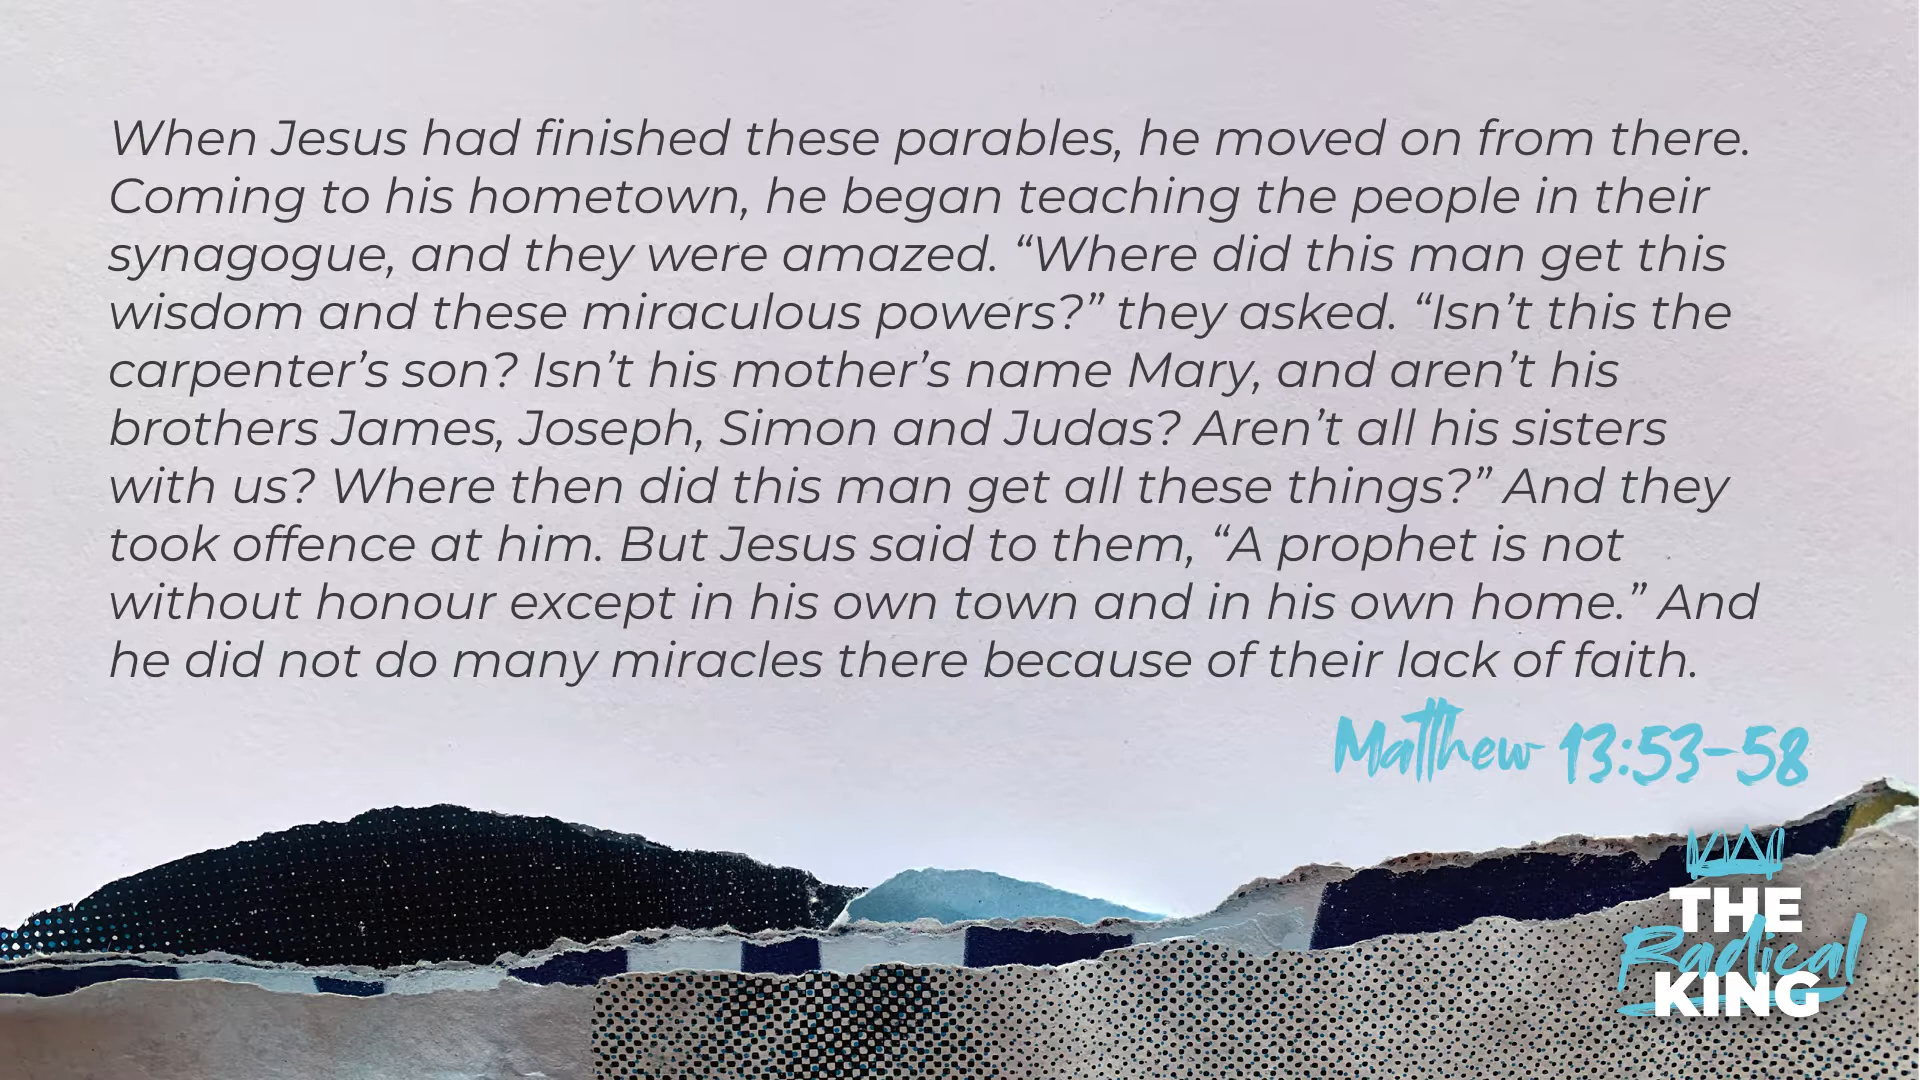 When Jesus had finished these parables, he moved on from there.
Coming to his hometown, he began teaching the people in their
synagogue, and they were amazed. “Where did this man get this
wisdom and these miraculous powers?” they asked. “Isn’t this the
carpenter’s son? Isn’t his mother’s name Mary, and aren’t his
brothers James, Joseph, Simon and Judas? Aren’t all his sisters
with us? Where then did this man get all these things?” And they
took offence at him. But Jesus said to them, “A prophet is not
without honour except in his own town and in his own home.” And
he did not do many miracles there because of their lack of faith.
Matthew 13:53-58
THE
Radical
KING